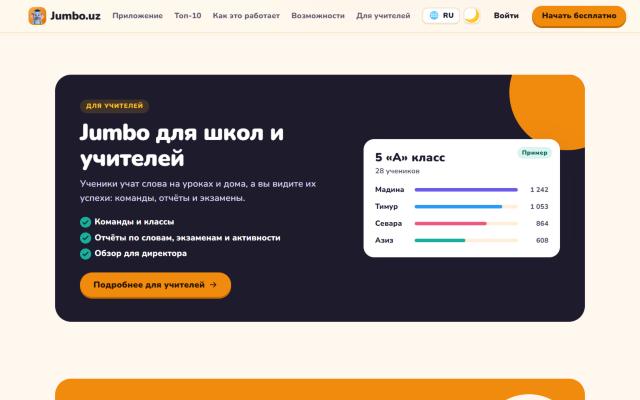 Jumbo.uz
Приложение
Топ-10
Как это работает
Возможности
Для учителей
RU
Войти
Начать бесплатно
ДЛЯ УЧИТЕЛЕЙ
Jumbo для школ и
учителей
Ученики учат слова на уроках и дома, а вы видите их
успехи: команды, отчёты и экзамены.
Команды и классы
Отчёты по словам, экзаменам и активности
Обзор для директора
Подробнее для учителей →
5 «А» класс
Пример
28 учеников
Мадина 1 242
Тимур 1 053
Севара 864
Азиз 608